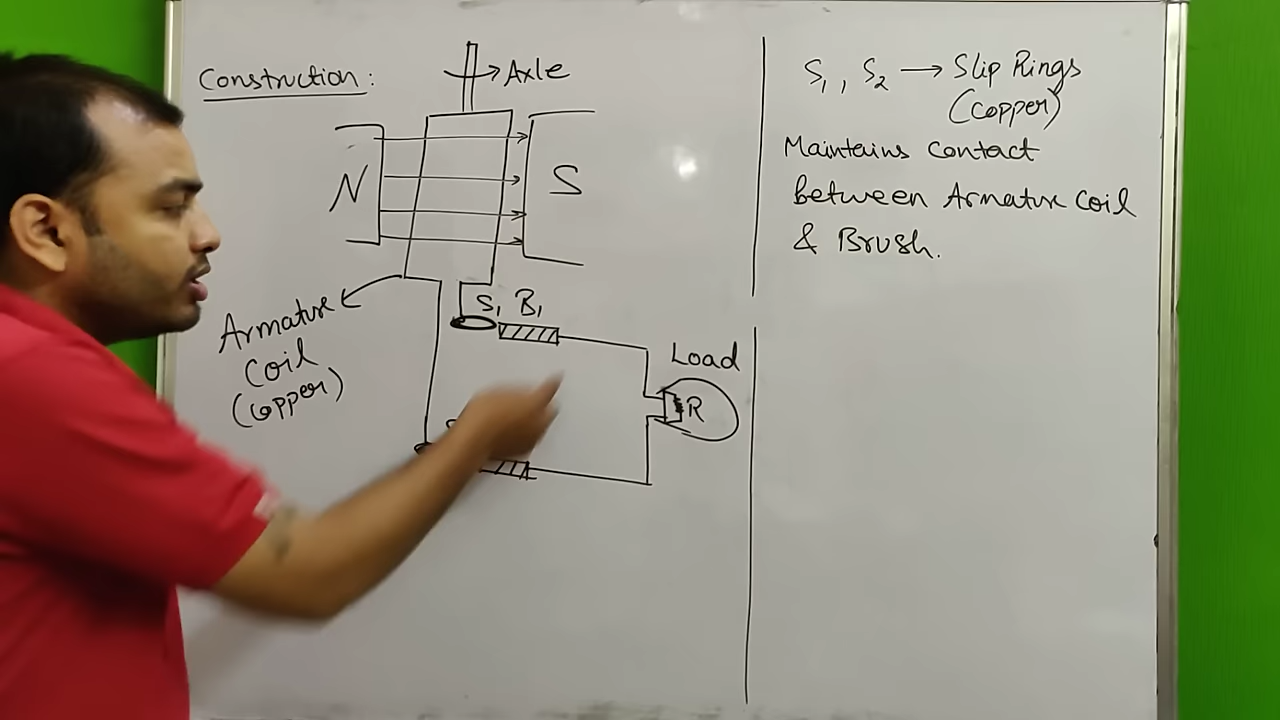 Construction:
Axle
N
S
S₁ B₁
Armature
Coil
(Copper)
Load
R
S₁, S₂ → Slip Rings
(Copper)
Maintains Contact
between Armature Coil
& Brush.